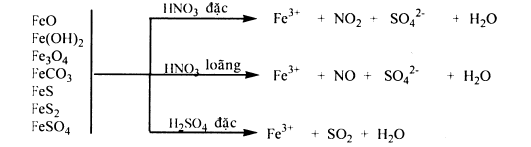 FeO
Fe(OH)₂
Fe₃O₄
FeCO₃
FeS
FeS₂
FeSO₄
HNO₃ đặc
Fe³⁺ + NO₂ + SO₄²⁻ + H₂O
HNO₃ loãng
Fe³⁺ + NO + SO₄²⁻ + H₂O
H₂SO₄ đặc
Fe³⁺ + SO₂ + H₂O